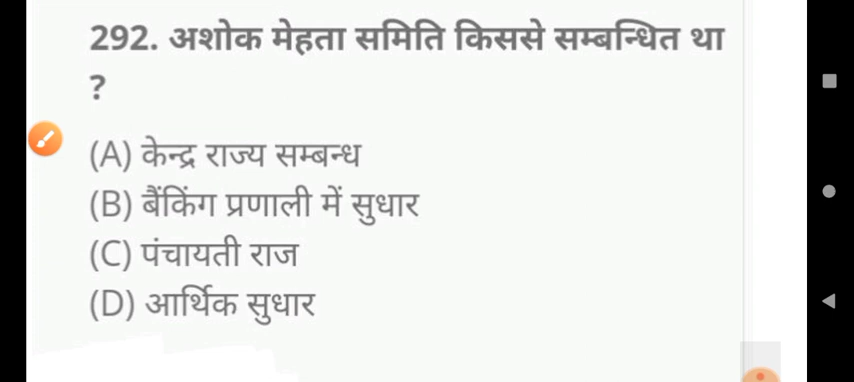 292. अशोक मेहता समिति किससे सम्बन्धित था
?
(A) केन्द्र राज्य सम्बन्ध
(B) बैंकिंग प्रणाली में सुधार
(C) पंचायती राज
(D) आर्थिक सुधार